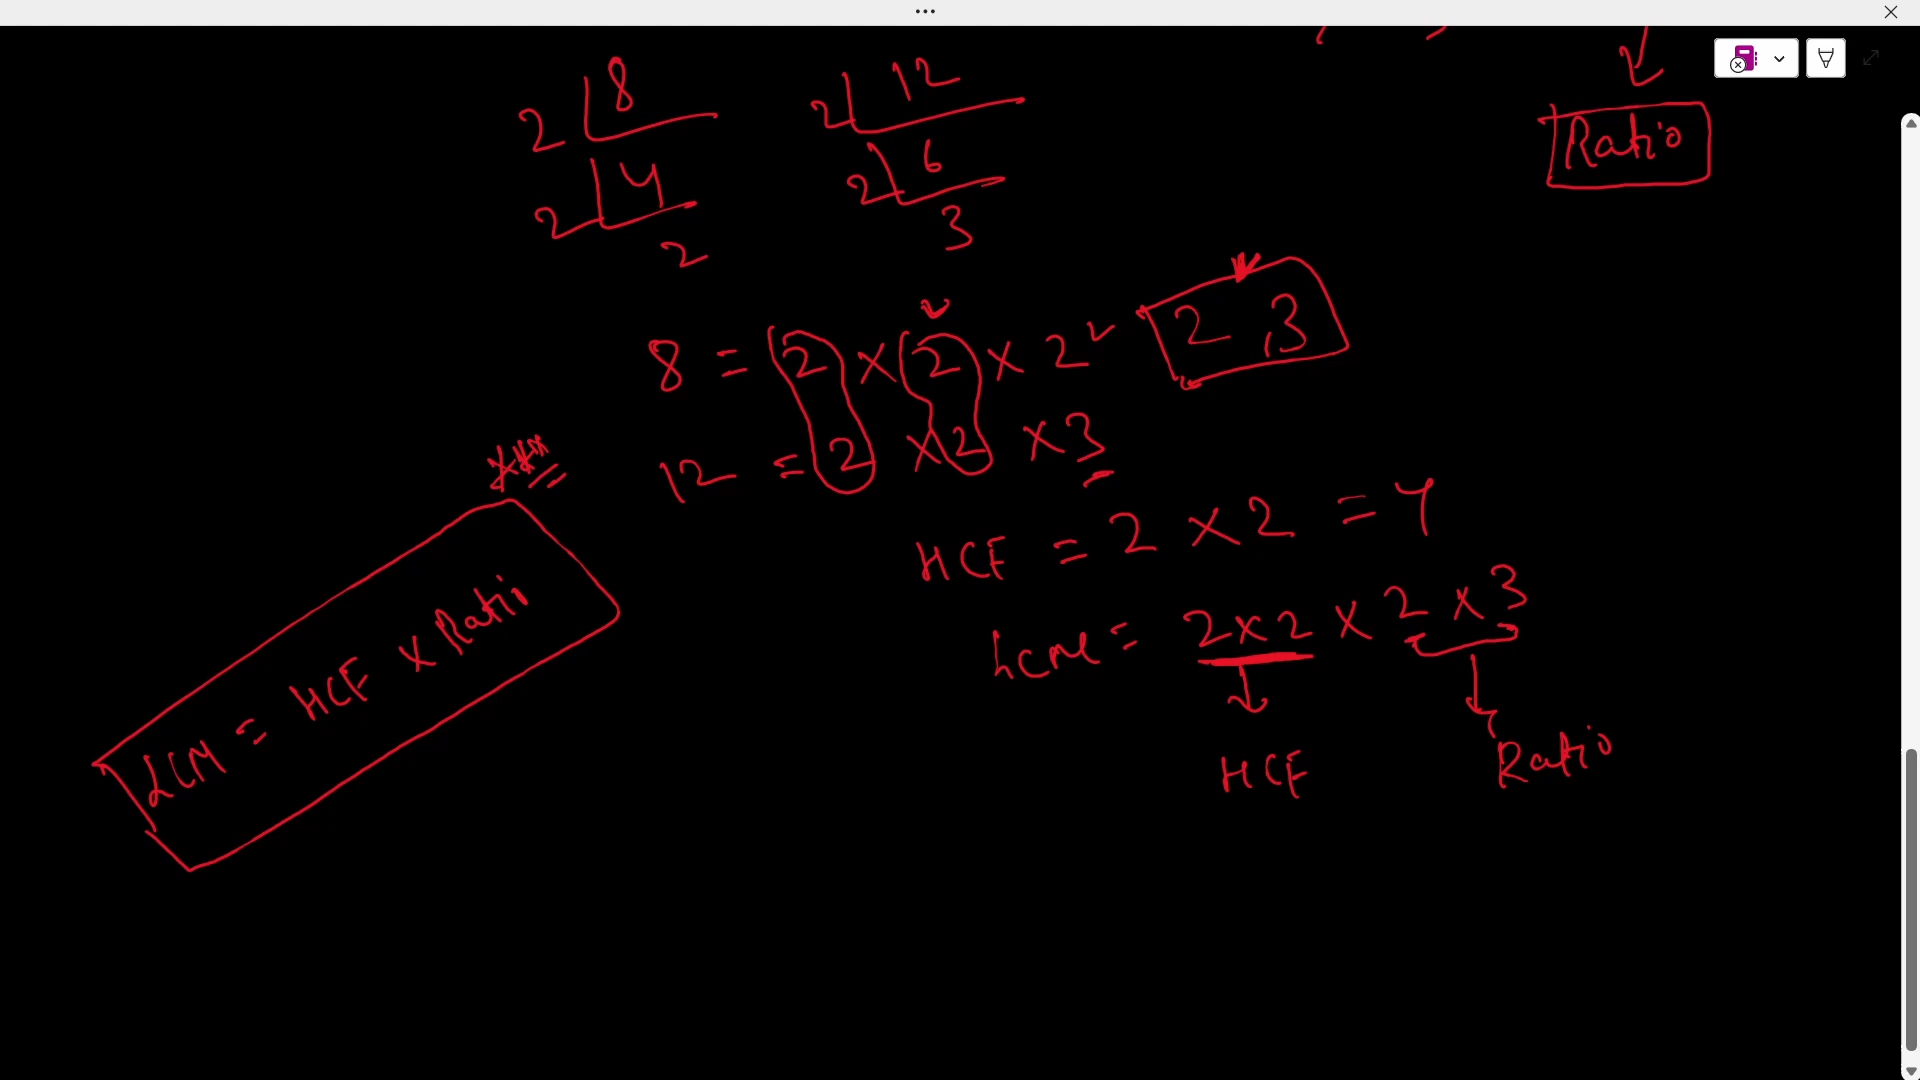 2 | 8
2 | 4
2
2 | 12
2 | 6
3
Ratio
8 = 2 × 2 × 2
2, 3
12 = 2 × 2 × 3
HCF = 2 × 2 = 4
LCM = 2 × 2 × 2 × 3
HCF
Ratio
LCM = HCF × Ratio